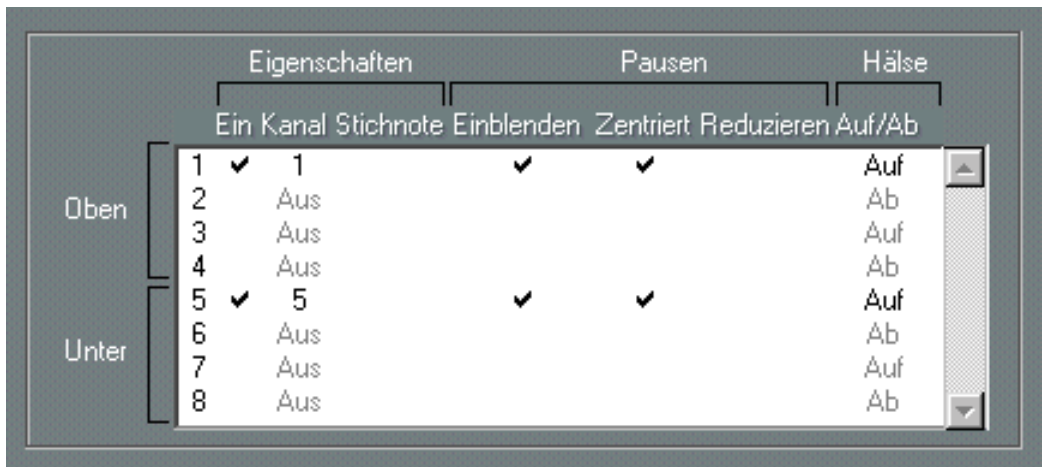 Eigenschaften Pausen Hälse
Ein Kanal Stichnote Einblenden Zentriert Reduzieren Auf/Ab
Oben
1 ✔ 1 ✔ ✔ Auf
2 Aus Ab
3 Aus Auf
4 Aus Ab
Unter
5 ✔ 5 ✔ ✔ Auf
6 Aus Ab
7 Aus Auf
8 Aus Ab